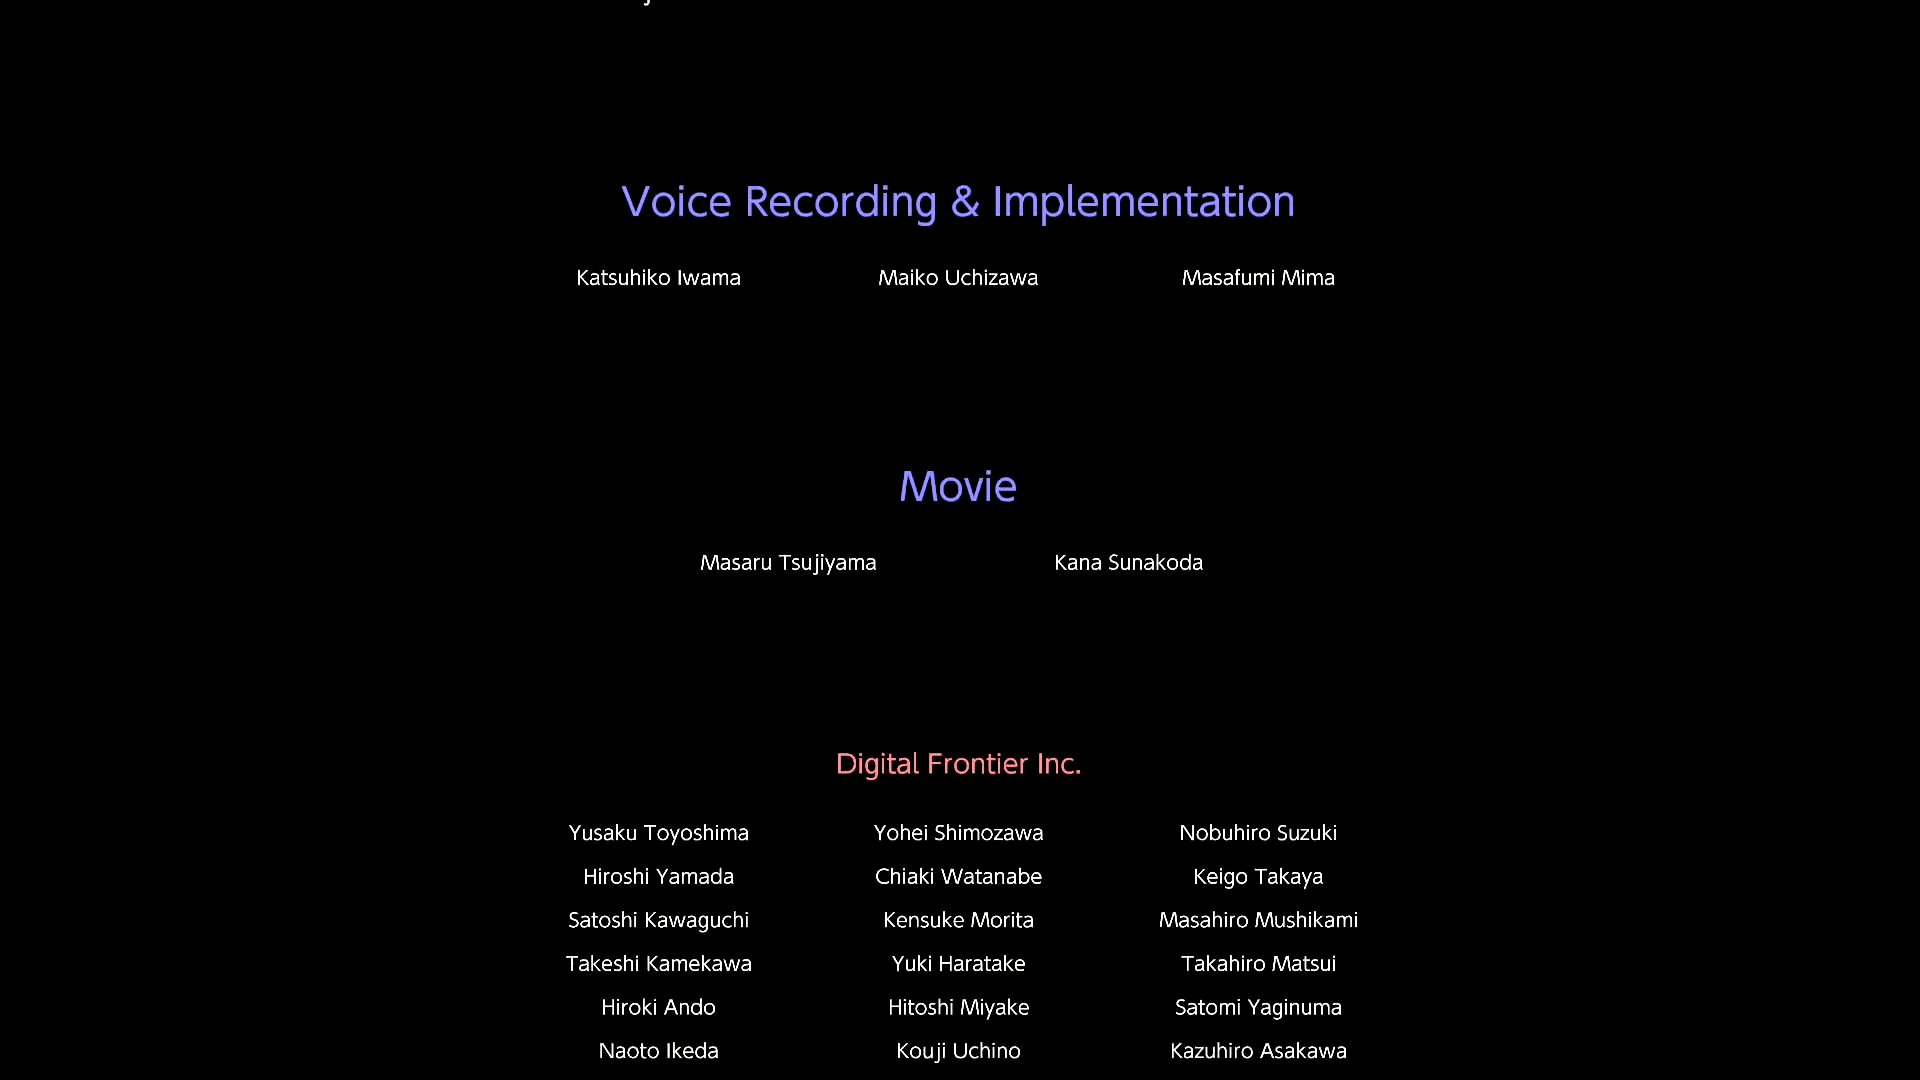 Voice Recording & Implementation
Katsuhiko Iwama Maiko Uchizawa Masafumi Mima
Movie
Masaru Tsujiyama Kana Sunakoda
Digital Frontier Inc.
Yusaku Toyoshima Yohei Shimozawa Nobuhiro Suzuki
Hiroshi Yamada Chiaki Watanabe Keigo Takaya
Satoshi Kawaguchi Kensuke Morita Masahiro Mushikami
Takeshi Kamekawa Yuki Haratake Takahiro Matsui
Hiroki Ando Hitoshi Miyake Satomi Yaginuma
Naoto Ikeda Kouji Uchino Kazuhiro Asakawa